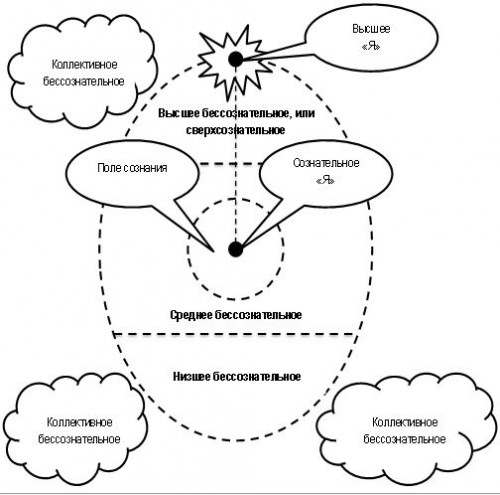 Высшее
«Я»
Коллективное
бессознательное
Высшее бессознательное, или
сверхсознательное
Поле сознания
Сознательное
«Я»
Среднее бессознательное
Низшее бессознательное
Коллективное
бессознательное
Коллективное
бессознательное